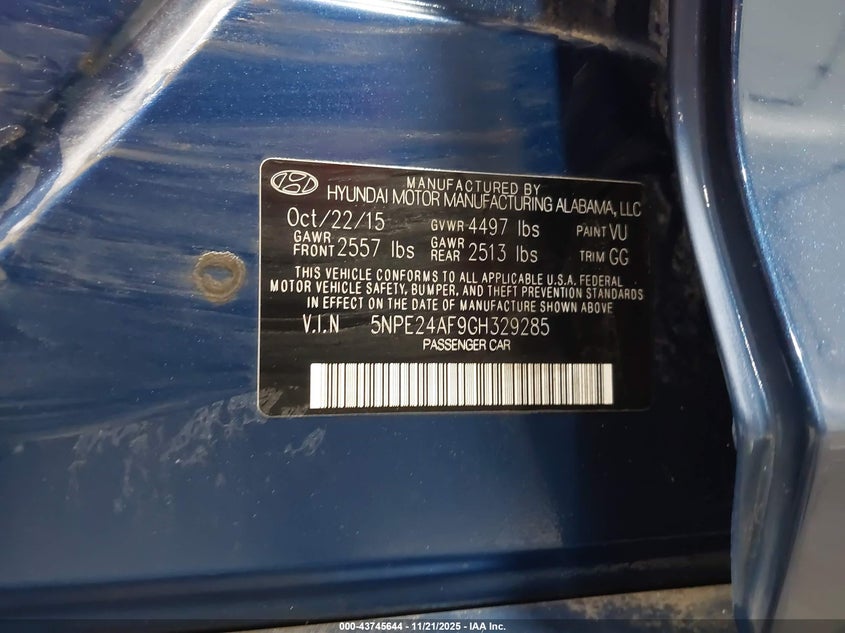 MANUFACTURED BY
HYUNDAI MOTOR MANUFACTURING ALABAMA, LLC
Oct/22/15 GVWR 4497 lbs PAINT VU
GAWR FRONT 2557 lbs GAWR REAR 2513 lbs TRIM GG
THIS VEHICLE CONFORMS TO ALL APPLICABLE U.S.A. FEDERAL
MOTOR VEHICLE SAFETY, BUMPER, AND THEFT PREVENTION STANDARDS
IN EFFECT ON THE DATE OF MANUFACTURE SHOWN ABOVE
V.I.N 5NPE24AF9GH329285
PASSENGER CAR
000-43745644 - 11/21/2025 - IAA Inc.